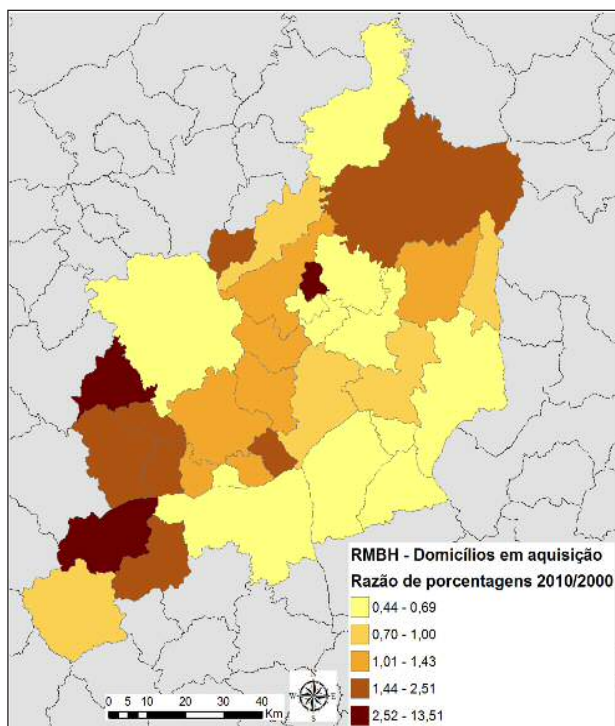 RMBH - Domicílios em aquisição
Razão de porcentagens 2010/2000
0,44 - 0,69
0,70 - 1,00
1,01 - 1,43
1,44 - 2,51
2,52 - 13,51
N
W E
S
0 5 10 20 30 40
Km